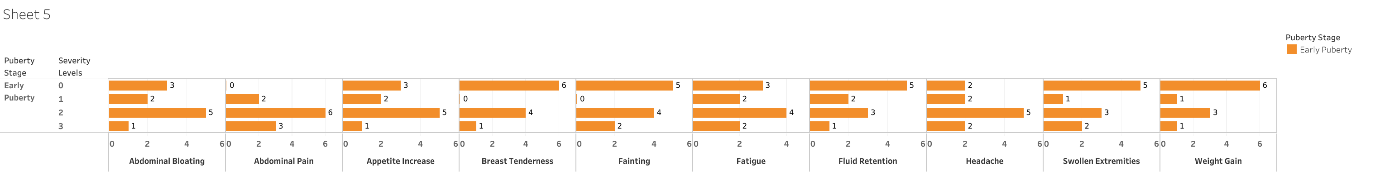 Sheet 5
Puberty Stage
Early Puberty
Puberty Stage
Severity Levels
Early Puberty
0 3 0 3 6 5 3 5 2 5 6
1 2 2 2 0 0 2 2 2 1 1
2 5 6 5 4 4 4 3 5 3 3
3 1 3 1 1 2 2 1 2 2 1
0 2 4 6 0 2 4 6 0 2 4 6 0 2 4 6 0 2 4 6 0 2 4 0 2 4 6 0 2 4 6 0 2 4 6 0 2 4 6
Abdominal Bloating Abdominal Pain Appetite Increase Breast Tenderness Fainting Fatigue Fluid Retention Headache Swollen Extremities Weight Gain